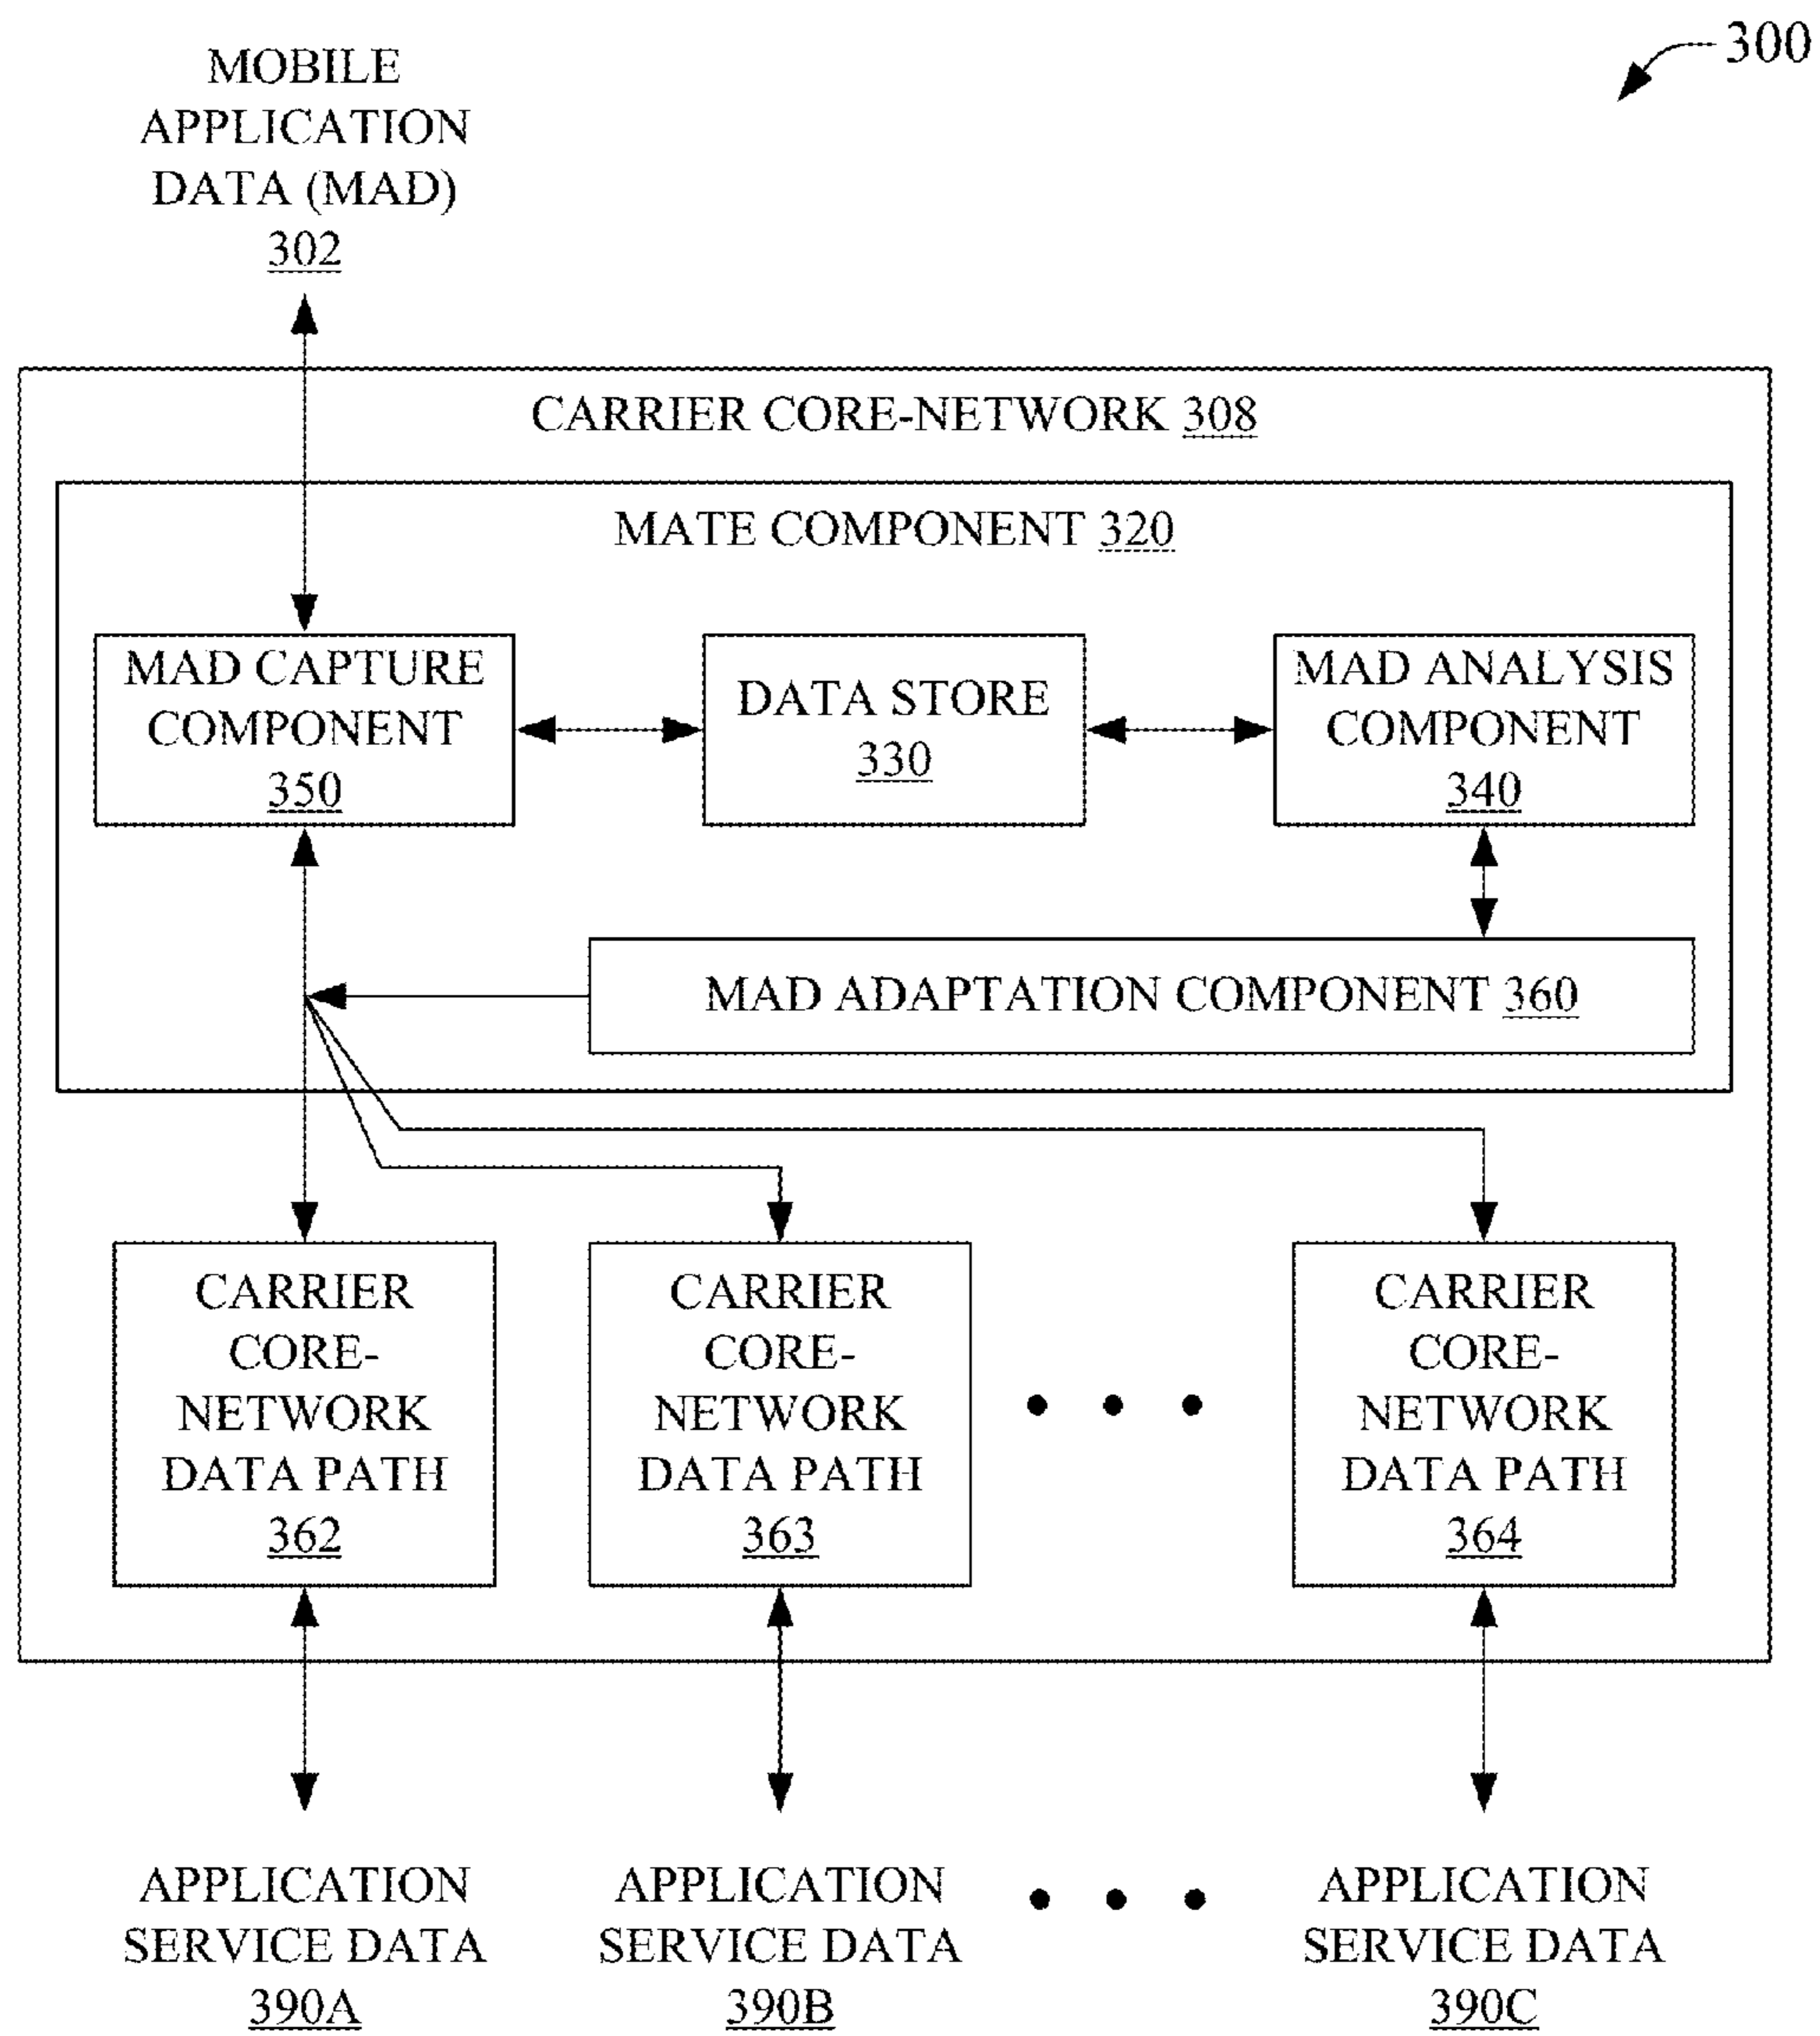 300
MOBILE
APPLICATION
DATA (MAD)
302
CARRIER CORE-NETWORK 308
MATE COMPONENT 320
MAD CAPTURE
COMPONENT
350
DATA STORE
330
MAD ANALYSIS
COMPONENT
340
MAD ADAPTATION COMPONENT 360
CARRIER
CORE-
NETWORK
DATA PATH
362
CARRIER
CORE-
NETWORK
DATA PATH
363
CARRIER
CORE-
NETWORK
DATA PATH
364
APPLICATION
SERVICE DATA
390A
APPLICATION
SERVICE DATA
390B
APPLICATION
SERVICE DATA
390C